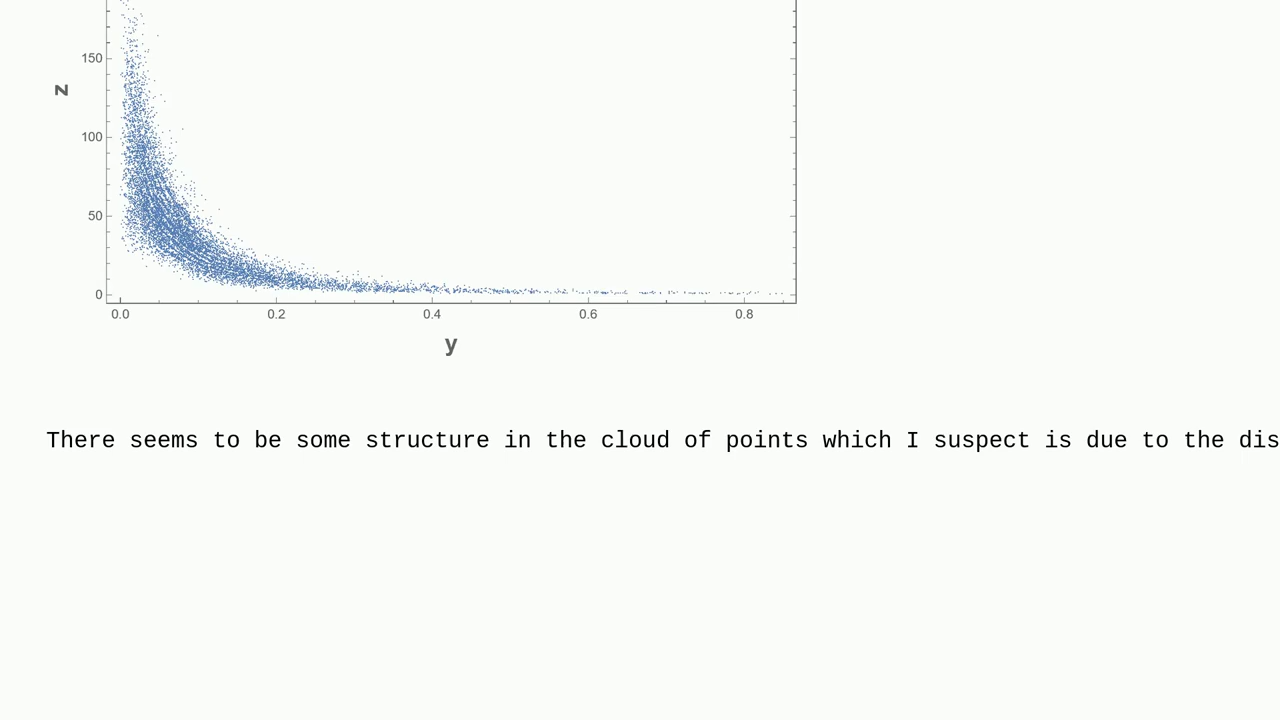 150
z
100
50
0
0.0 0.2 0.4 0.6 0.8
y
There seems to be some structure in the cloud of points which I suspect is due to the dis